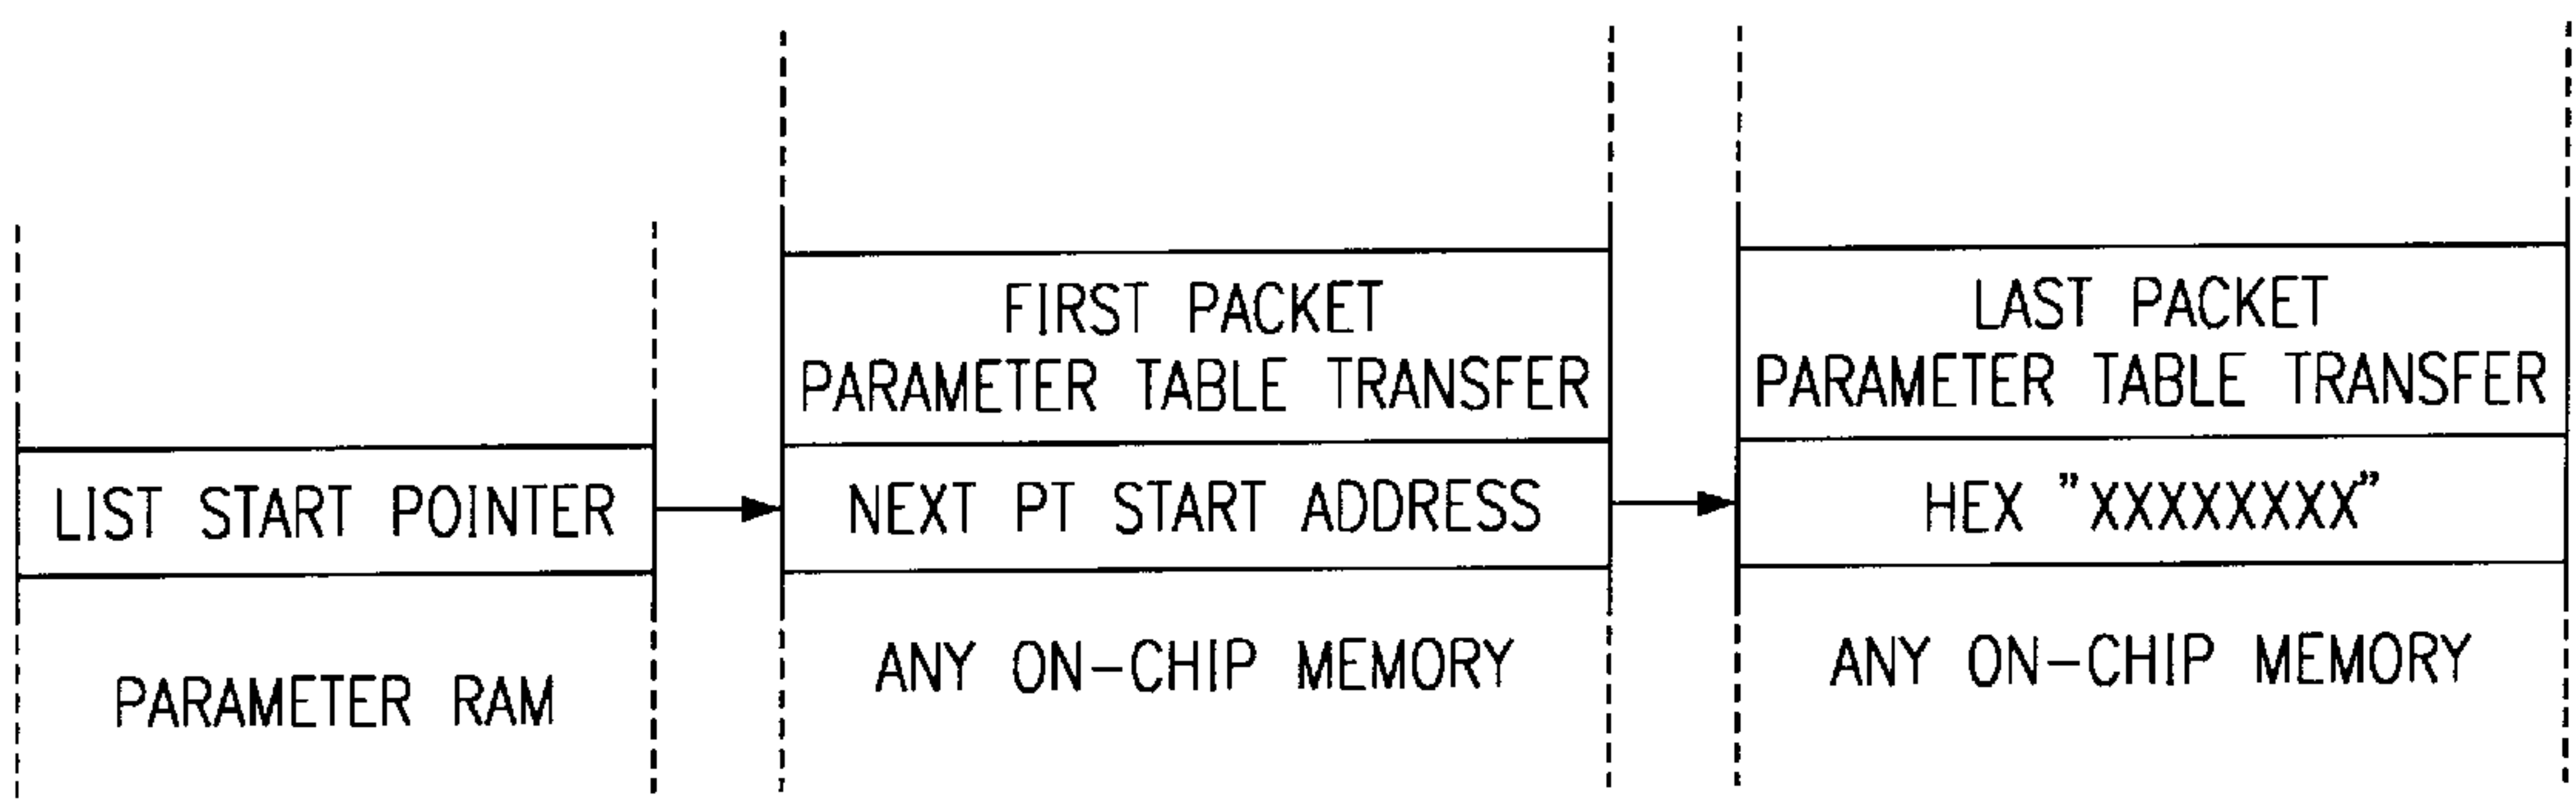 LIST START POINTER
PARAMETER RAM
FIRST PACKET
PARAMETER TABLE TRANSFER
NEXT PT START ADDRESS
ANY ON-CHIP MEMORY
LAST PACKET
PARAMETER TABLE TRANSFER
HEX "XXXXXXXX"
ANY ON-CHIP MEMORY